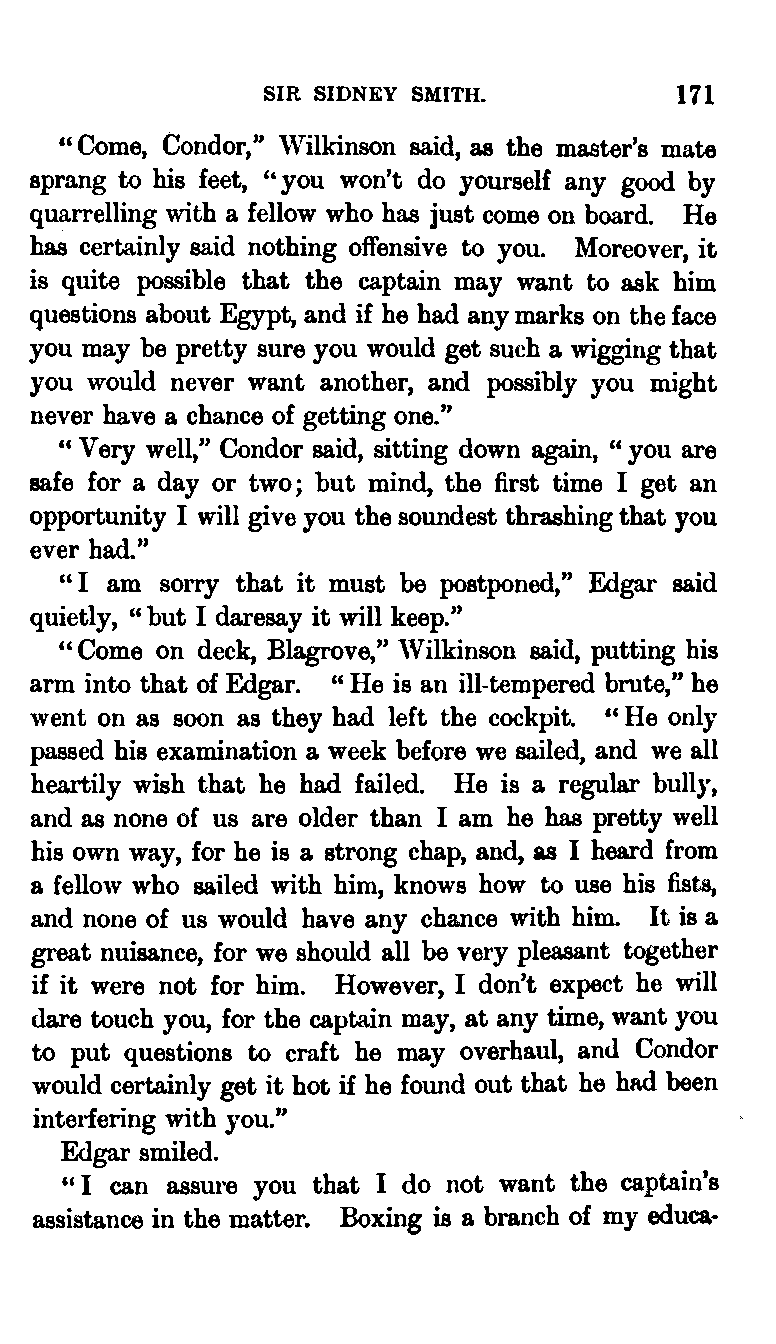 SIR SIDNEY SMITH. 171
“Come, Condor,” Wilkinson said, as the master’s mate
sprang to his feet, “you won’t do yourself any good by
quarrelling with a fellow who has just come on board. He
has certainly said nothing offensive to you. Moreover, it
is quite possible that the captain may want to ask him
questions about Egypt, and if he had any marks on the face
you may be pretty sure you would get such a wigging that
you would never want another, and possibly you might
never have a chance of getting one.”
“Very well,” Condor said, sitting down again, “you are
safe for a day or two; but mind, the first time I get an
opportunity I will give you the soundest thrashing that you
ever had.”
“I am sorry that it must be postponed,” Edgar said
quietly, “but I daresay it will keep.”
“Come on deck, Blagrove,” Wilkinson said, putting his
arm into that of Edgar. “He is an ill-tempered brute,” he
went on as soon as they had left the cockpit. “He only
passed his examination a week before we sailed, and we all
heartily wish that he had failed. He is a regular bully,
and as none of us are older than I am he has pretty well
his own way, for he is a strong chap, and, as I heard from
a fellow who sailed with him, knows how to use his fists,
and none of us would have any chance with him. It is a
great nuisance, for we should all be very pleasant together
if it were not for him. However, I don’t expect he will
dare touch you, for the captain may, at any time, want you
to put questions to craft he may overhaul, and Condor
would certainly get it hot if he found out that he had been
interfering with you.”
Edgar smiled.
“I can assure you that I do not want the captain’s
assistance in the matter. Boxing is a branch of my educa-